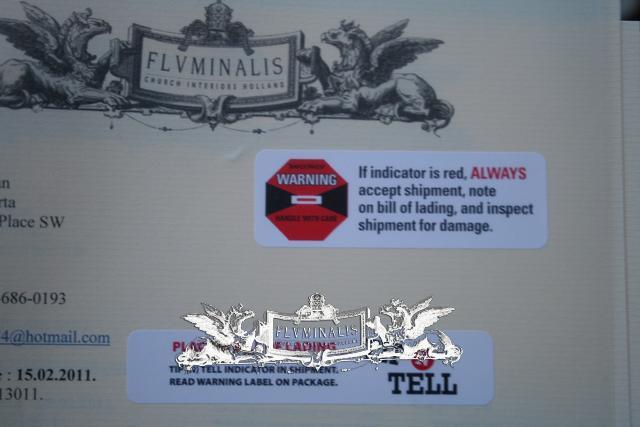 FLVMINALIS
CHURCH INTERIORS HOLLAND
WARNING
HANDLE WITH CARE
If indicator is red, ALWAYS
accept shipment, note
on bill of lading, and inspect
shipment for damage.
Place SW
-686-0193
4@hotmail.com
: 15.02.2011.
13011.
FLVMINALIS
LADING
TELL INDICATOR IN SHIPMENT.
READ WARNING LABEL ON PACKAGE.
TELL